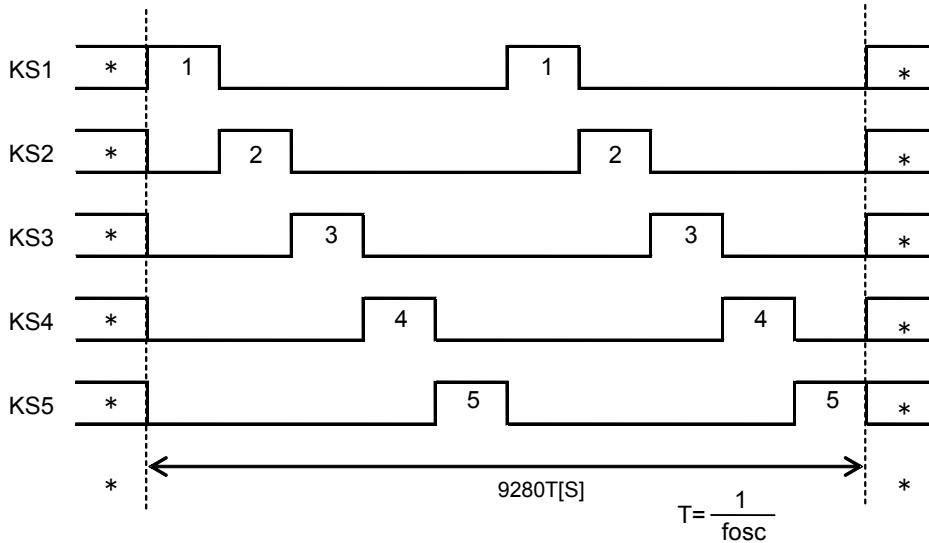 KS1 * 1 1 *
KS2 * 2 2 *
KS3 * 3 3 *
KS4 * 4 4 *
KS5 * 5 5 *
* 9280T[S] *
T= 1
fosc